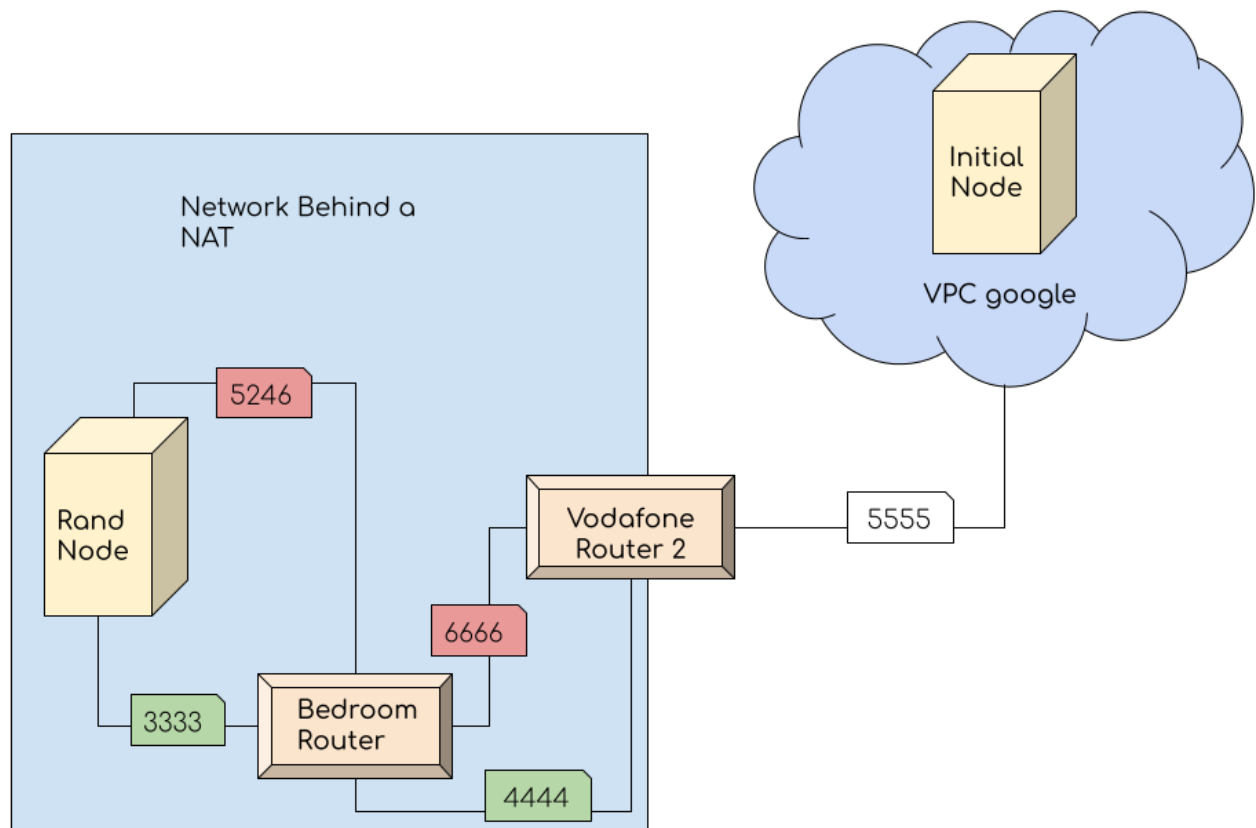 Initial
Node
VPC google
Network Behind a
NAT
5246
Rand
Node
Vodafone
Router 2
5555
6666
3333
Bedroom
Router
4444